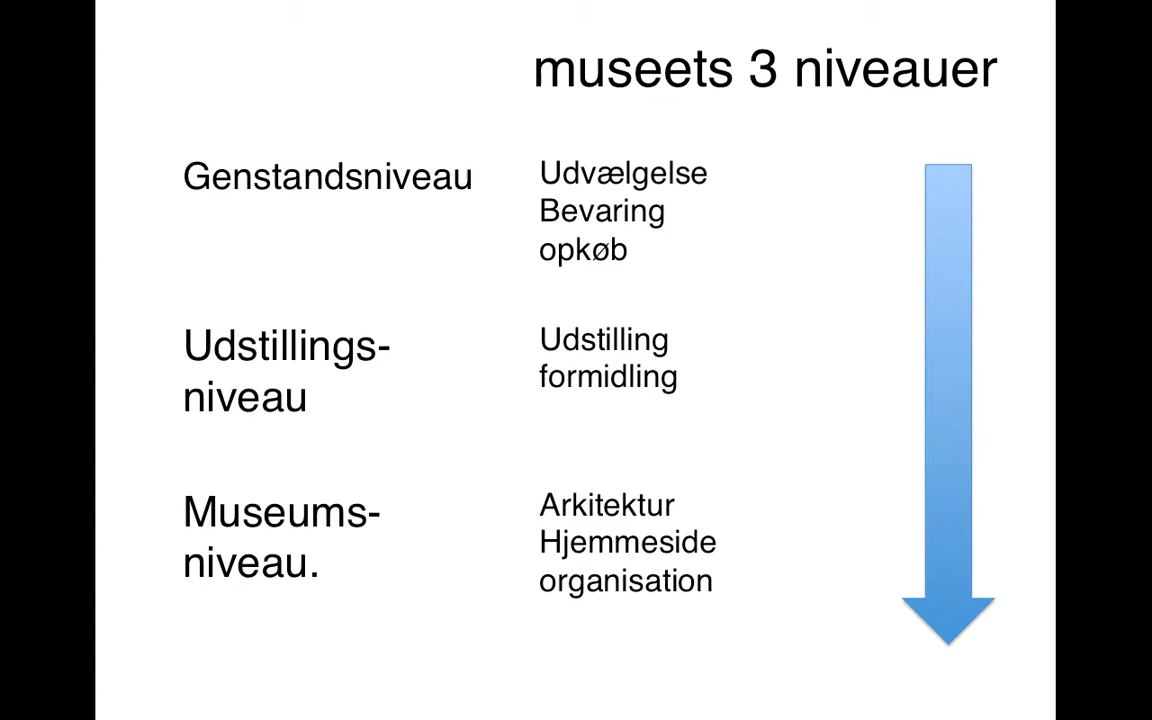 museets 3 niveauer
Genstandsniveau
Udvælgelse
Bevaring
opkøb
Udstillings-
niveau
Udstilling
formidling
Museums-
niveau.
Arkitektur
Hjemmeside
organisation